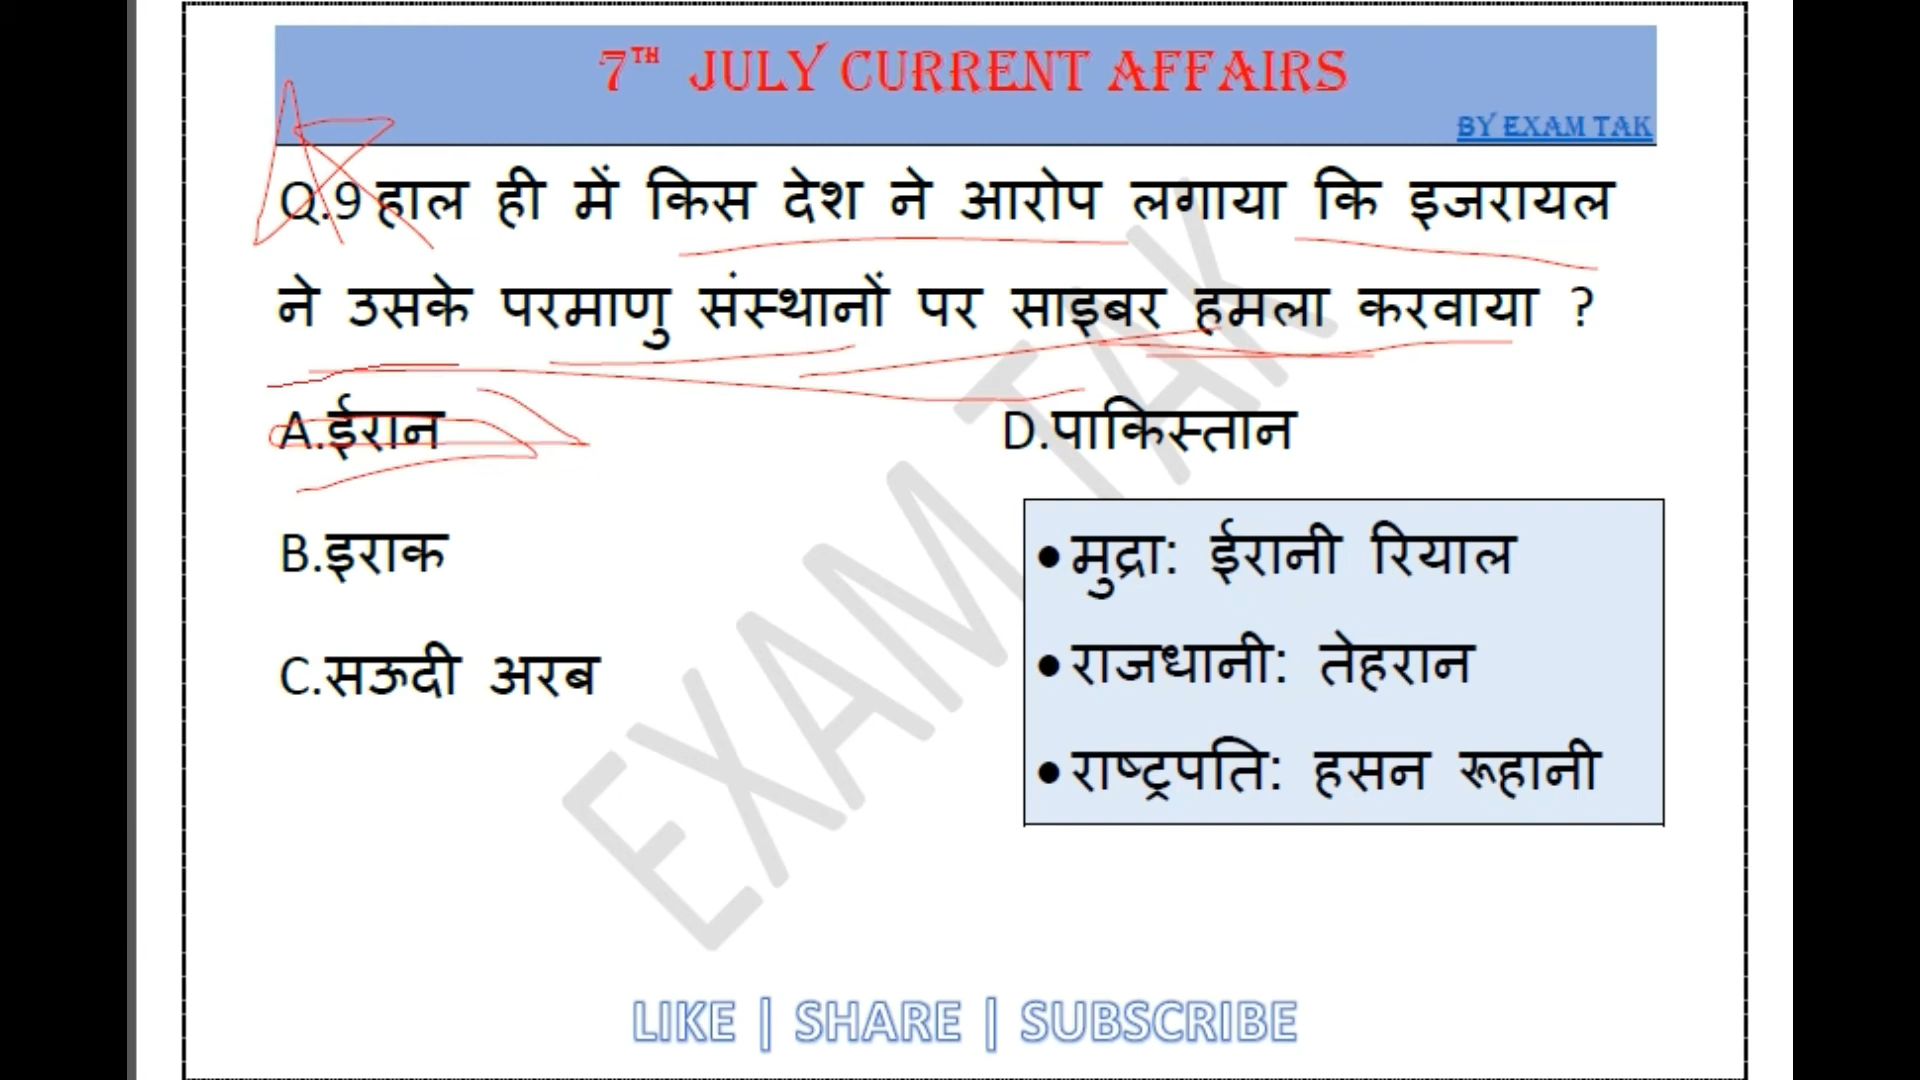 7TH JULY CURRENT AFFAIRS
BY EXAM TAK
Q.9 हाल ही में किस देश ने आरोप लगाया कि इजरायल
ने उसके परमाणु संस्थानों पर साइबर हमला करवाया ?
A.ईरान
D.पाकिस्तान
B.इराक
C.सऊदी अरब
•मुद्रा: ईरानी रियाल
•राजधानी: तेहरान
•राष्ट्रपति: हसन रूहानी
EXAM TAK
LIKE | SHARE | SUBSCRIBE